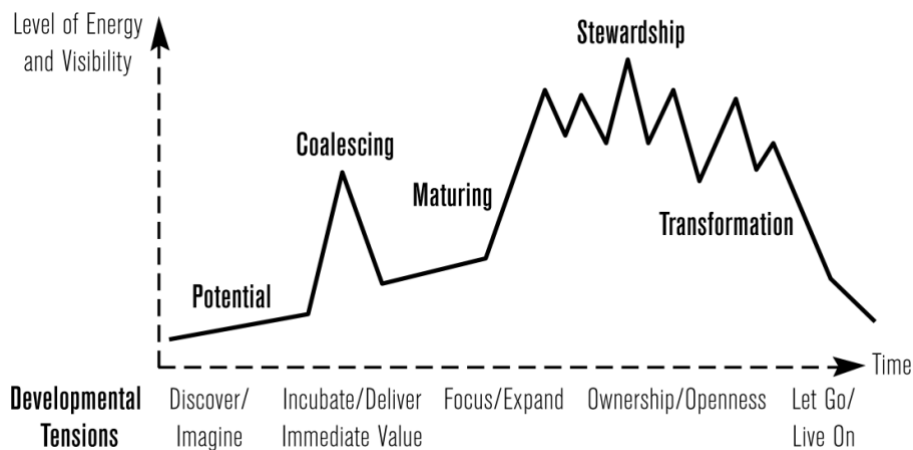 Level of Energy
and Visibility
Stewardship
Coalescing
Maturing
Transformation
Potential
Time
Developmental
Tensions
Discover/
Imagine
Incubate/Deliver
Immediate Value
Focus/Expand
Ownership/Openness
Let Go/
Live On